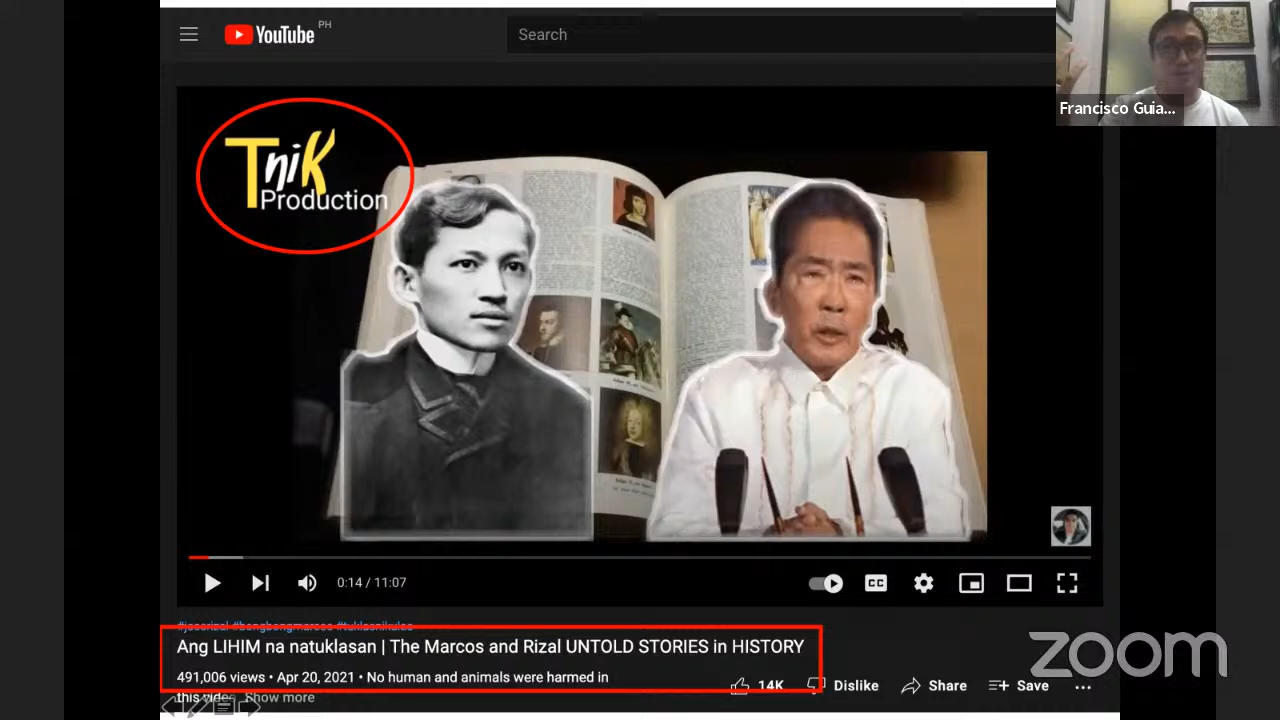 YouTube PH
Search
Francisco Guia...
TniK
Production
0:14 / 11:07
CC
#joserizal #bongbongmarcos #tuklasnikulas
Ang LIHIM na natuklasan | The Marcos and Rizal UNTOLD STORIES in HISTORY
491,006 views • Apr 20, 2021 • No human and animals were harmed in
this video. Show more
14K
Dislike
Share
Save
zoom